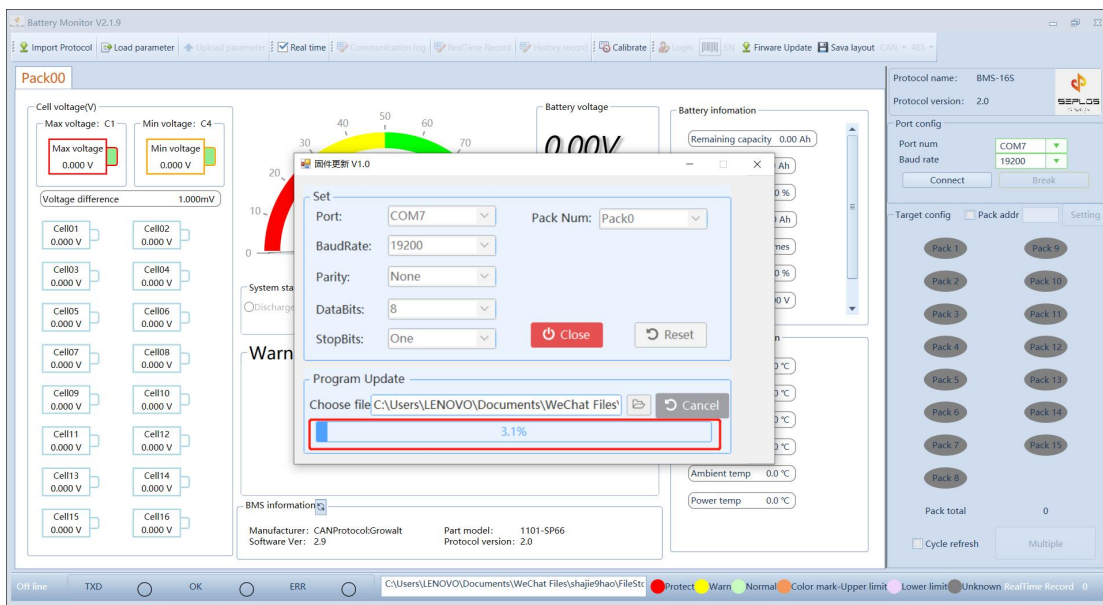 Battery Monitor V2.1.9
Import Protocol Load parameter Upload parameter Real time Communication log RealTime Record History record Calibrate Login SN Firware Update Sava layout CAN 485
Pack00
Cell voltage(V)
Max voltage: C1 Min voltage: C4
Max voltage
0.000 V
Min voltage
0.000 V
Voltage difference 1.000mV
Cell01 Cell02
0.000 V 0.000 V
Cell03 Cell04
0.000 V 0.000 V
Cell05 Cell06
0.000 V 0.000 V
Cell07 Cell08
0.000 V 0.000 V
Cell09 Cell10
0.000 V 0.000 V
Cell11 Cell12
0.000 V 0.000 V
Cell13 Cell14
0.000 V 0.000 V
Cell15 Cell16
0.000 V 0.000 V
0 10 20 30 40 50 60 70
System sta
Discharge
Warn
Battery voltage
0.00V
Battery infomation
Remaining capacity 0.00 Ah
Ah
0 %
Ah
mes
0 %
00 V
n
0 ℃
0 ℃
0 ℃
0 ℃
Ambient temp 0.0 ℃
Power temp 0.0 ℃
固件更新 V1.0
Set
Port: COM7 Pack Num: Pack0
BaudRate: 19200
Parity: None
DataBits: 8
StopBits: One
Close Reset
Program Update
Choose file C:\Users\LENOVO\Documents\WeChat Files\ Cancel
3.1%
BMS information
Manufacturer: CANProtocol:Growalt Part model: 1101-SP66
Software Ver: 2.9 Protocol version: 2.0
Protocol name: BMS-16S
Protocol version: 2.0
SEPLOS
Port config
Port num COM7
Baud rate 19200
Connect Break
Target config Pack addr Setting
Pack 1 Pack 9
Pack 2 Pack 10
Pack 3 Pack 11
Pack 4 Pack 12
Pack 5 Pack 13
Pack 6 Pack 14
Pack 7 Pack 15
Pack 8
Pack total 0
Cycle refresh Multiple
Off line TXD OK ERR C:\Users\LENOVO\Documents\WeChat Files\shajie9hao\FileSto Protect Warn Normal Color mark-Upper limit Lower limit Unknown RealTime Record 0